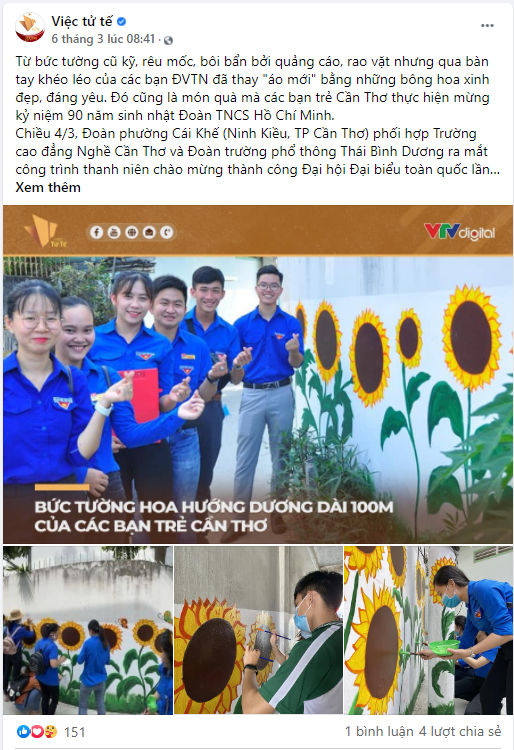 Việc tử tế
6 tháng 3 lúc 08:41 ·
Từ bức tường cũ kỹ, rêu mốc, bôi bẩn bởi quảng cáo, rao vặt nhưng qua bàn
tay khéo léo của các bạn ĐVTN đã thay "áo mới" bằng những bông hoa xinh
đẹp, đáng yêu. Đó cũng là món quà mà các bạn trẻ Cần Thơ thực hiện mừng
kỷ niệm 90 năm sinh nhật Đoàn TNCS Hồ Chí Minh.
Chiều 4/3, Đoàn phường Cái Khế (Ninh Kiều, TP Cần Thơ) phối hợp Trường
cao đẳng Nghề Cần Thơ và Đoàn trường phổ thông Thái Bình Dương ra mắt
công trình thanh niên chào mừng thành công Đại hội Đại biểu toàn quốc lần...
Xem thêm
VIỆC TỬ TẾ
VTVdigital
BỨC TƯỜNG HOA HƯỚNG DƯƠNG DÀI 100M
CỦA CÁC BẠN TRẺ CẦN THƠ
151
1 bình luận 4 lượt chia sẻ